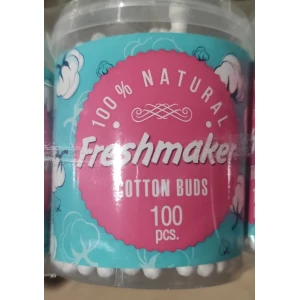 100% NATURAL
Freshmaker
COTTON BUDS
100
pcs.